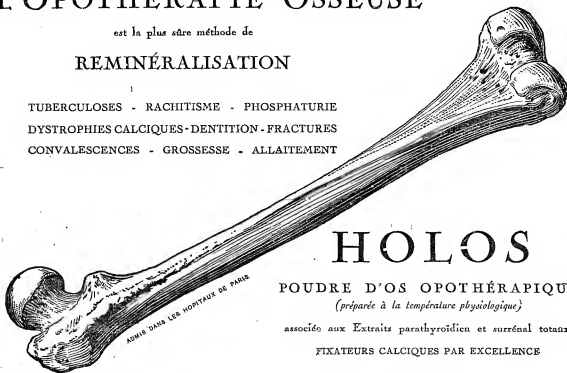 L'OPOTHÉRAPIE OSSEUSE
est la plus sûre méthode de
REMINÉRALISATION
TUBERCULOSES - RACHITISME - PHOSPHATURIE
DYSTROPHIES CALCIQUES - DENTITION - FRACTURES
CONVALESCENCES - GROSSESSE - ALLAITEMENT
ADMIS DANS LES HOPITAUX DE PARIS
HOLOS
POUDRE D'OS OPOTHÉRAPIQU
(préparée à la température physiologique)
associée aux Extraits parathyroïdien et surrénal totaux
FIXATEURS CALCIQUES PAR EXCELLENCE